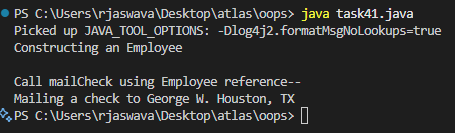 PS C:\Users\rjaswava\Desktop\atlas\oops> java task41.java
Picked up JAVA_TOOL_OPTIONS: -Dlog4j2.formatMsgNoLookups=true
Constructing an Employee
Call mailCheck using Employee reference--
Mailing a check to George W. Houston, TX
PS C:\Users\rjaswava\Desktop\atlas\oops>